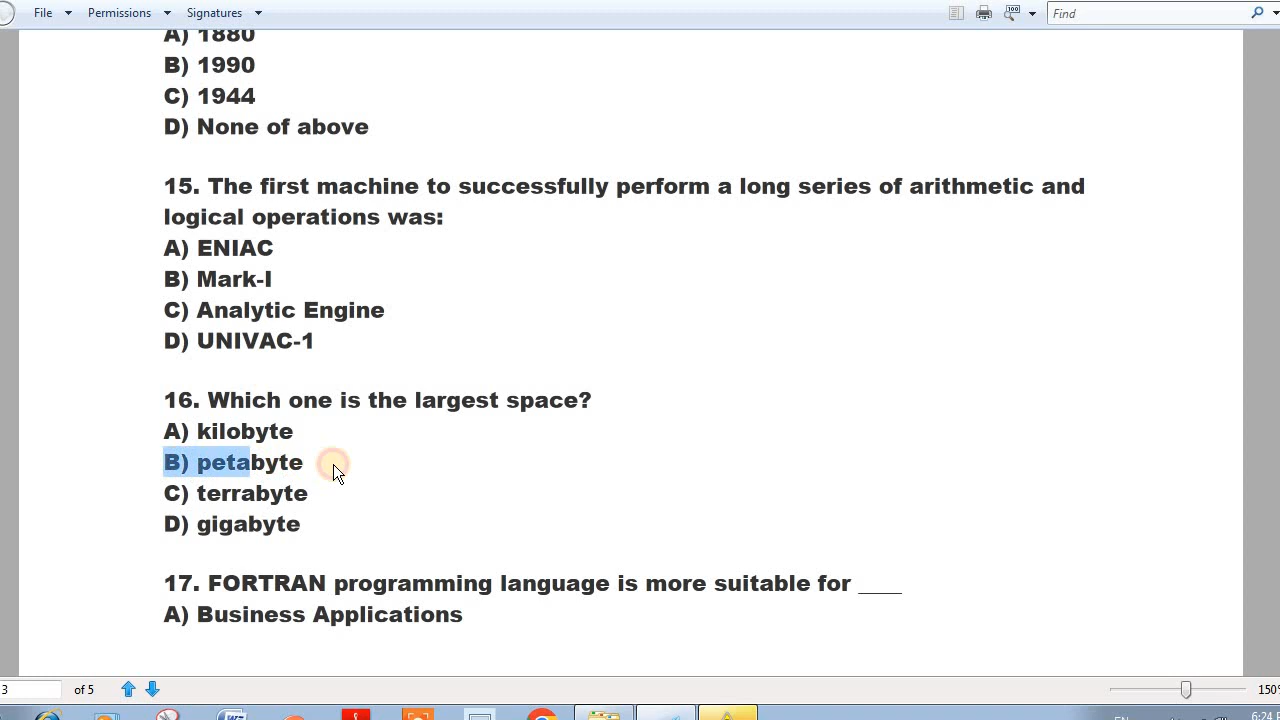 File Permissions Signatures Find
A) 1880
B) 1990
C) 1944
D) None of above
15. The first machine to successfully perform a long series of arithmetic and
logical operations was:
A) ENIAC
B) Mark-I
C) Analytic Engine
D) UNIVAC-1
16. Which one is the largest space?
A) kilobyte
B) petabyte
C) terrabyte
D) gigabyte
17. FORTRAN programming language is more suitable for ____
A) Business Applications
3 of 5 150%